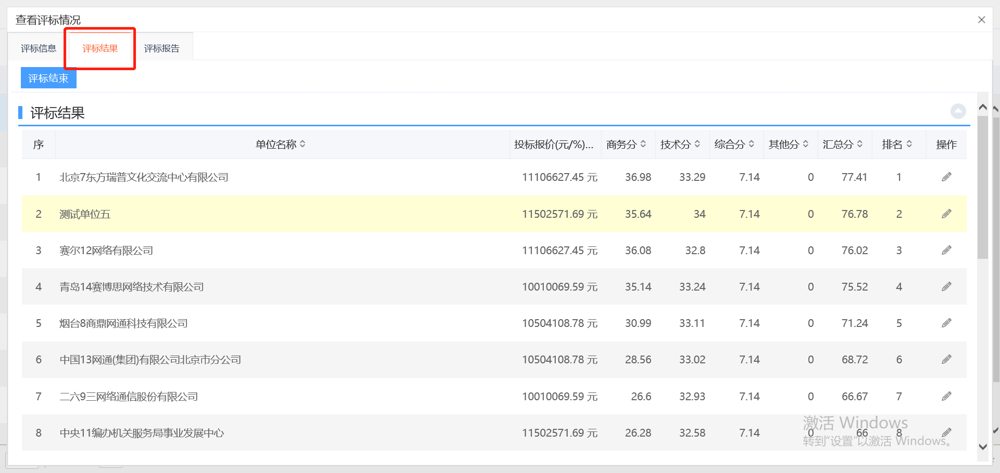 查看评标情况
评标信息 评标结果 评标报告
评标结束
评标结果
序 单位名称 投标报价(元/%)... 商务分 技术分 综合分 其他分 汇总分 排名 操作
1 北京7东方瑞普文化交流中心有限公司 11106627.45 元 36.98 33.29 7.14 0 77.41 1
2 测试单位五 11502571.69 元 35.64 34 7.14 0 76.78 2
3 赛尔12网络有限公司 11106627.45 元 36.08 32.8 7.14 0 76.02 3
4 青岛14赛博思网络技术有限公司 10010069.59 元 35.14 33.24 7.14 0 75.52 4
5 烟台8商鼎网通科技有限公司 10504108.78 元 30.99 33.11 7.14 0 71.24 5
6 中国13网通(集团)有限公司北京市分公司 10504108.78 元 28.56 33.02 7.14 0 68.72 6
7 二六9三网络通信股份有限公司 10010069.59 元 26.6 32.93 7.14 0 66.67 7
8 中央11编办机关服务局事业发展中心 11502571.69 元 26.28 32.58 7.14 0 66 8
激活 Windows
转到“设置”以激活 Windows。